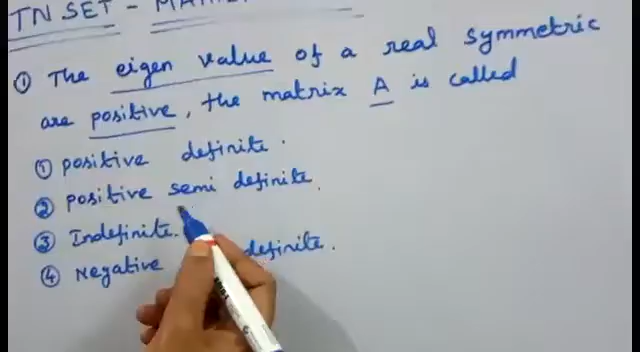 TN SET -
① The eigen value of a real symmetric
are positive, the matrix A is called
① positive definite.
② positive semi definite.
③ Indefinite.
④ Negative definite.